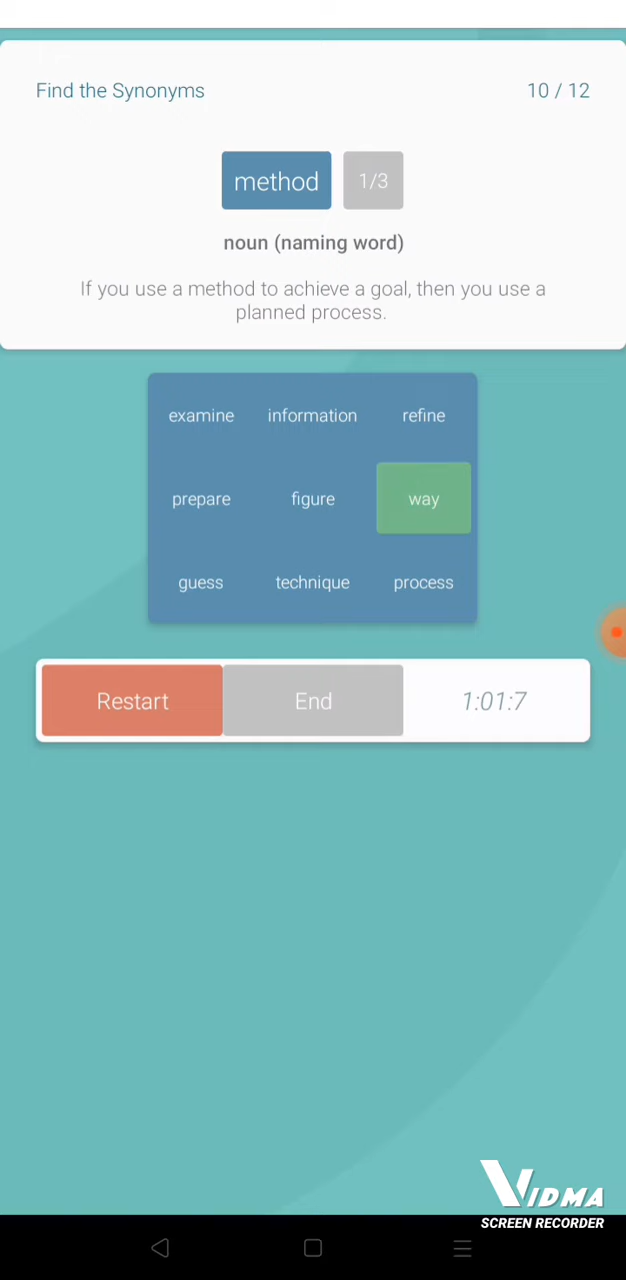 Find the Synonyms 10 / 12
method 1/3
noun (naming word)
If you use a method to achieve a goal, then you use a
planned process.
examine information refine
prepare figure way
guess technique process
Restart End 1:01:7
VIDMA
SCREEN RECORDER